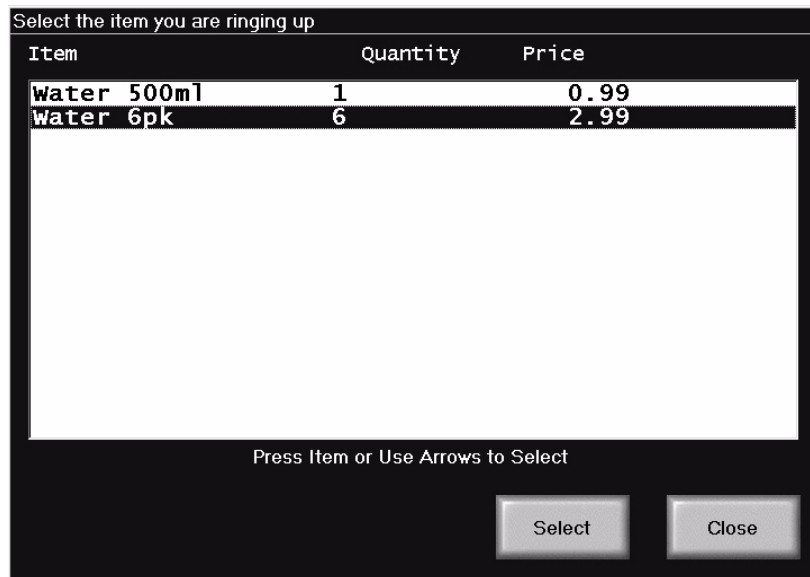 Select the item you are ringing up
Item Quantity Price
Water 500ml 1 0.99
Water 6pk 6 2.99
Press Item or Use Arrows to Select
Select Close